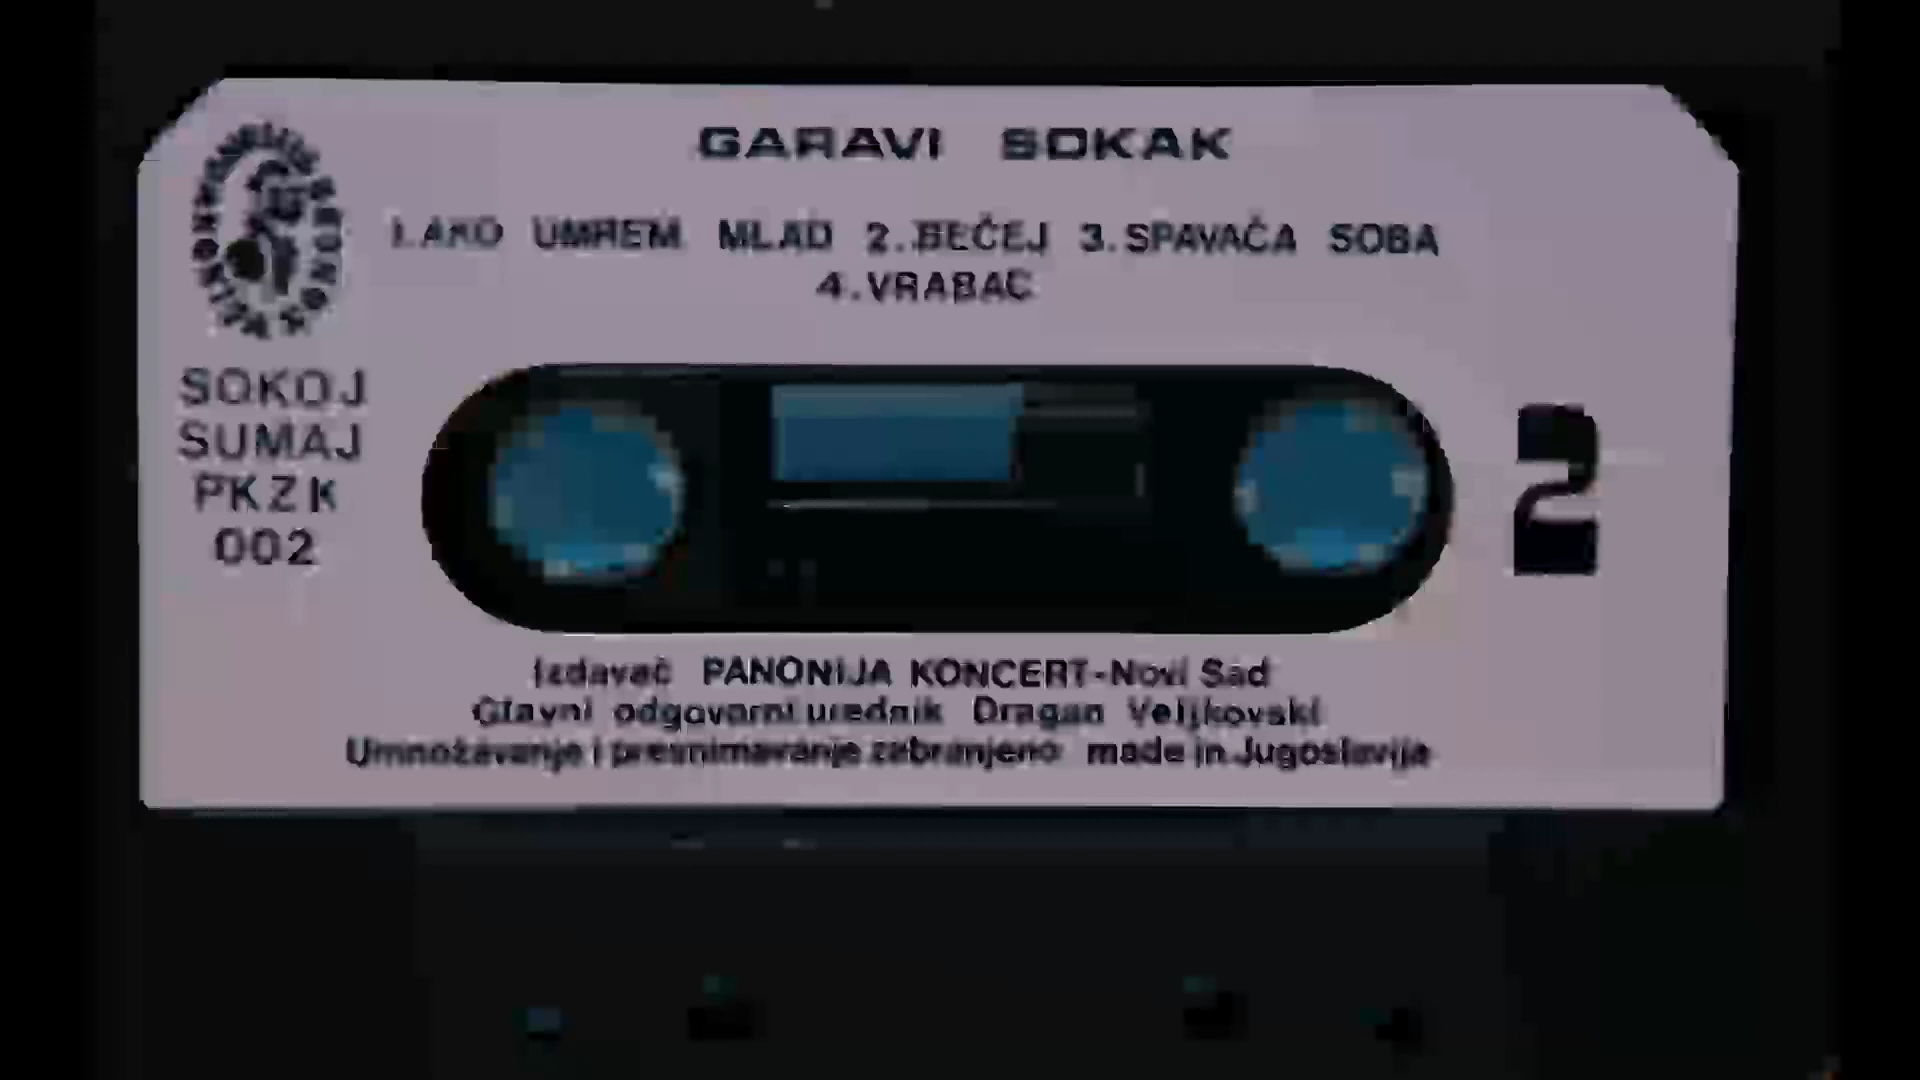 GARAVI SOKAK
1.AKO UMREM MLAD 2.BEČEJ 3.SPAVAĆA SOBA
4.VRABAC
SOKOJ
SUMAJ
PKZK
002
2
Izdavač PANONIJA KONCERT-Novi Sad
Glavni odgovorni urednik Dragan Veljkovski
Umnožavanje i presnimavanje zabranjeno made in Jugoslavija